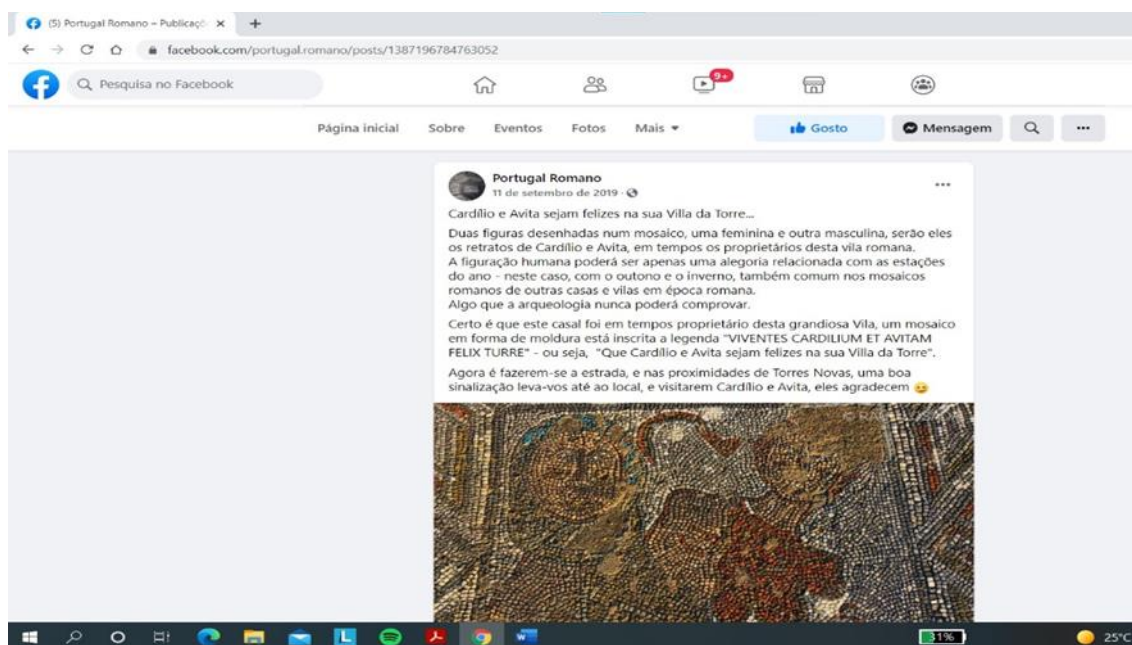 (5) Portugal Romano – Publicaçõ
facebook.com/portugal.romano/posts/1387196784763052
Pesquisa no Facebook
9+
Página inicial Sobre Eventos Fotos Mais Gosto Mensagem
Portugal Romano
11 de setembro de 2019 ·
Cardílio e Avita sejam felizes na sua Villa da Torre...
Duas figuras desenhadas num mosaico, uma feminina e outra masculina, serão eles
os retratos de Cardílio e Avita, em tempos os proprietários desta vila romana.
A figuração humana poderá ser apenas uma alegoria relacionada com as estações
do ano - neste caso, com o outono e o inverno, também comum nos mosaicos
romanos de outras casas e vilas em época romana.
Algo que a arqueologia nunca poderá comprovar.
Certo é que este casal foi em tempos proprietário desta grandiosa Vila, um mosaico
em forma de moldura está inscrita a legenda "VIVENTES CARDILIUM ET AVITAM
FELIX TURRE" - ou seja, "Que Cardílio e Avita sejam felizes na sua Villa da Torre".
Agora é fazerem-se a estrada, e nas proximidades de Torres Novas, uma boa
sinalização leva-vos até ao local, e visitarem Cardílio e Avita, eles agradecem
31%
25°C